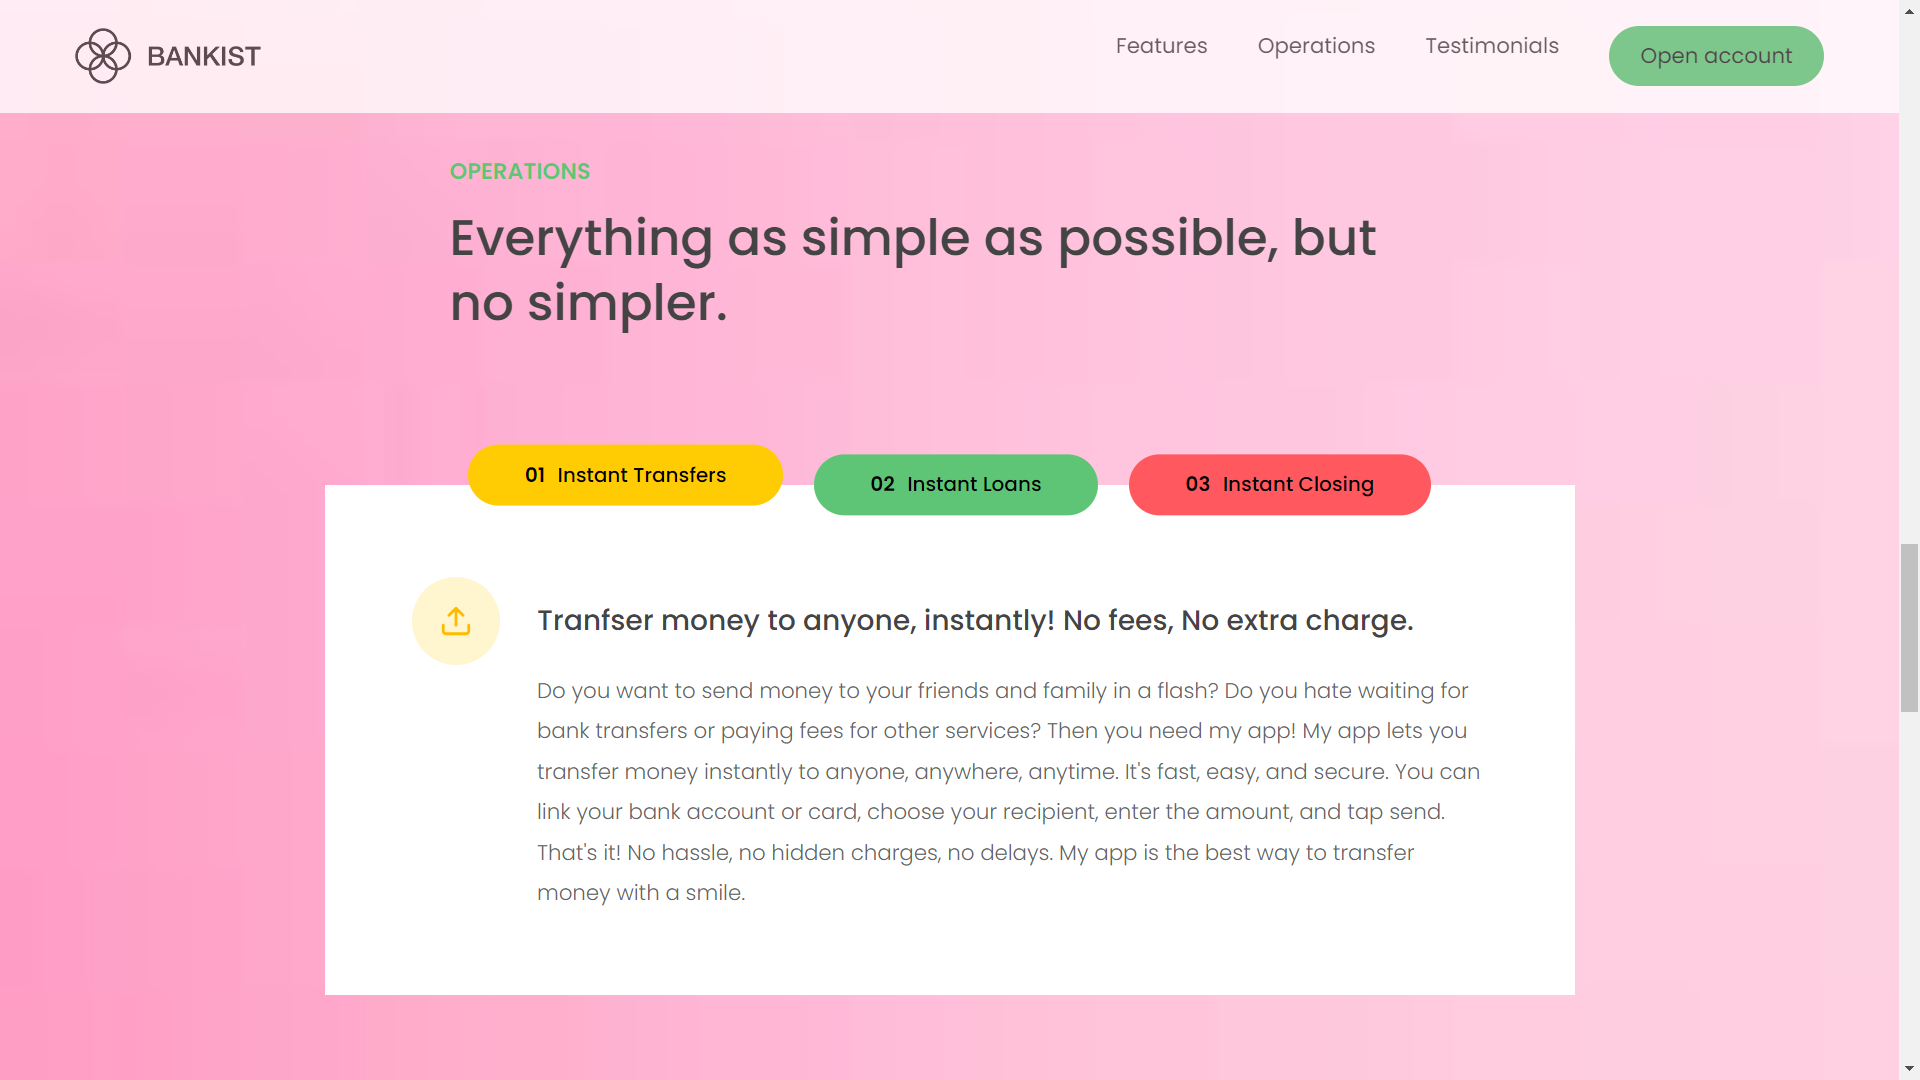 BANKIST
Features
Operations
Testimonials
Open account
OPERATIONS
Everything as simple as possible, but
no simpler.
01 Instant Transfers
02 Instant Loans
03 Instant Closing
Tranfser money to anyone, instantly! No fees, No extra charge.
Do you want to send money to your friends and family in a flash? Do you hate waiting for
bank transfers or paying fees for other services? Then you need my app! My app lets you
transfer money instantly to anyone, anywhere, anytime. It's fast, easy, and secure. You can
link your bank account or card, choose your recipient, enter the amount, and tap send.
That's it! No hassle, no hidden charges, no delays. My app is the best way to transfer
money with a smile.